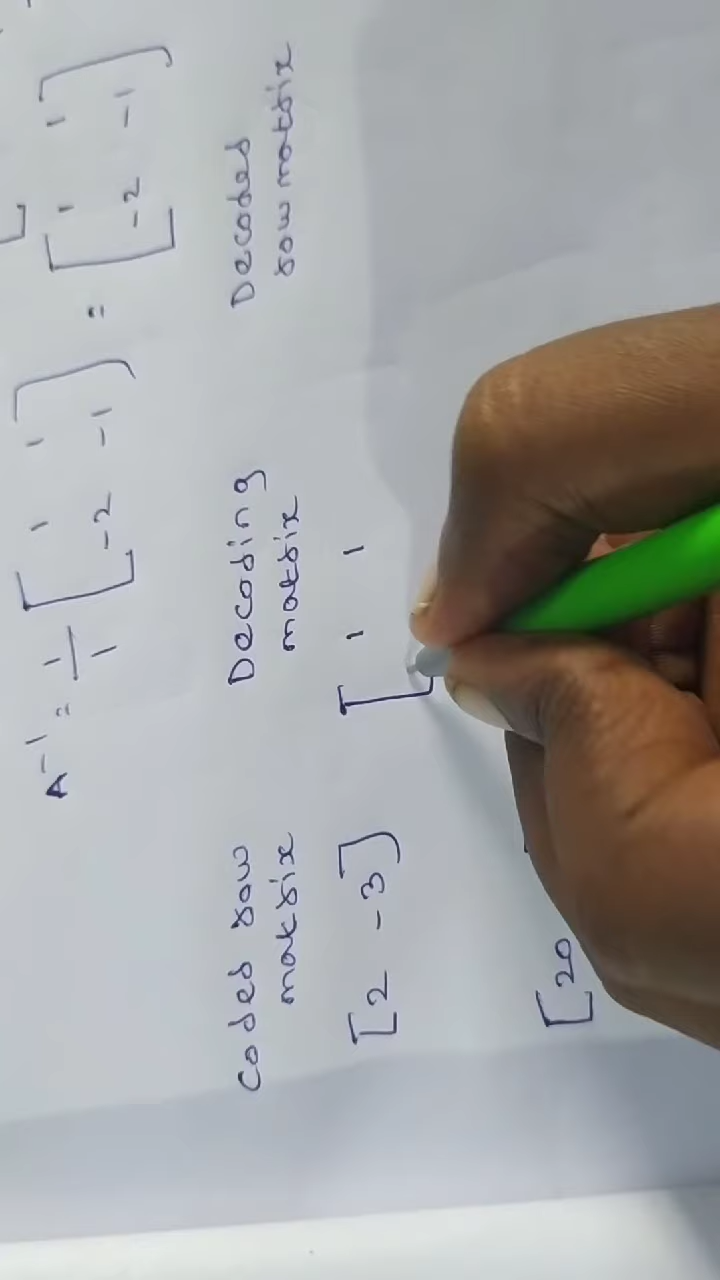 A⁻¹ = 1/1 [1 1 -2 -1] = [1 1 -2 -1]
Coded row matrix
Decoding matrix
Decoded row matrix
[2 -3] [1 1
[20